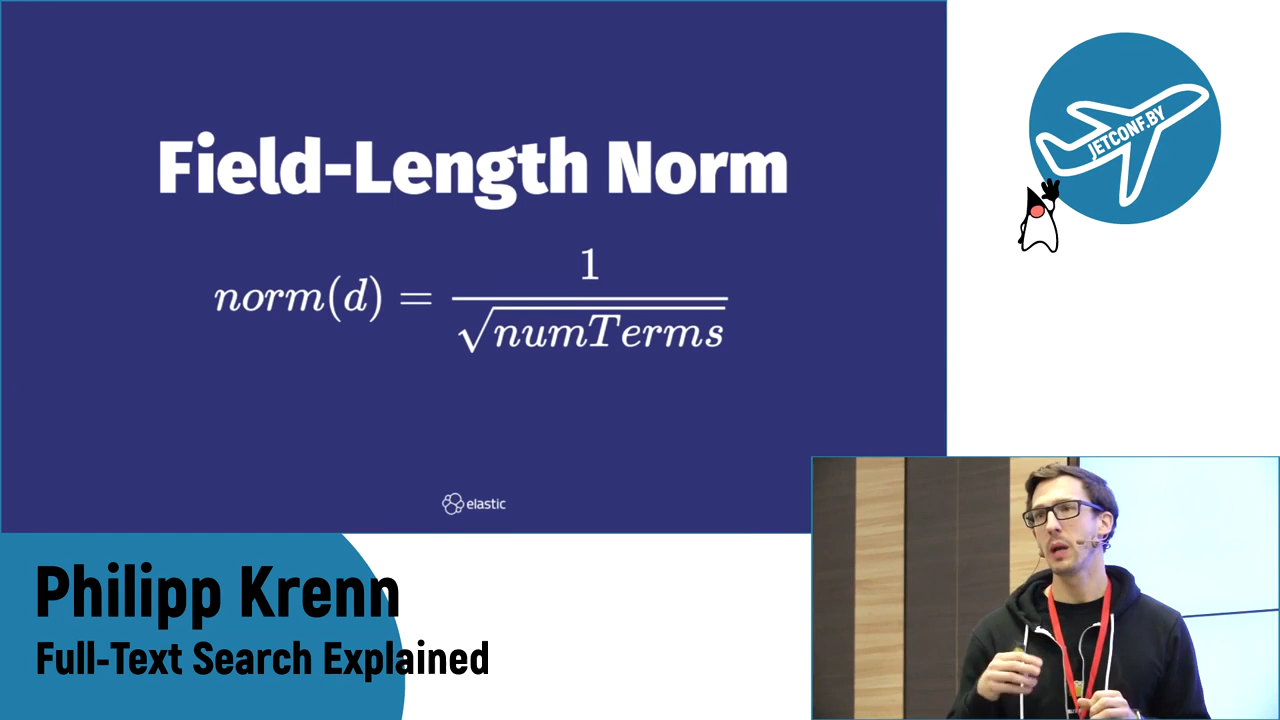 Field-Length Norm
norm(d) = 1 / √numTerms
elastic
JETCONF.BY
Philipp Krenn
Full-Text Search Explained